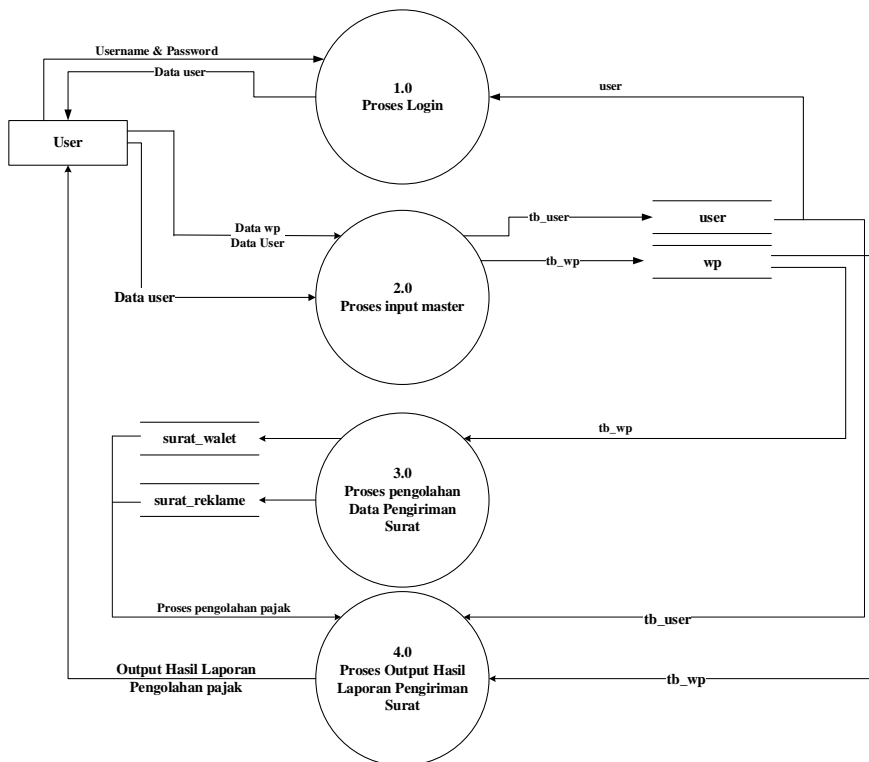 Username & Password
Data user
1.0
Proses Login
user
User
Data wp
Data User
tb_user
user
tb_wp
wp
2.0
Proses input master
Data user
surat_walet
tb_wp
3.0
Proses pengolahan
Data Pengiriman
Surat
surat_reklame
Proses pengolahan pajak
tb_user
4.0
Proses Output Hasil
Laporan Pengiriman
Surat
Output Hasil Laporan
Pengolahan pajak
tb_wp